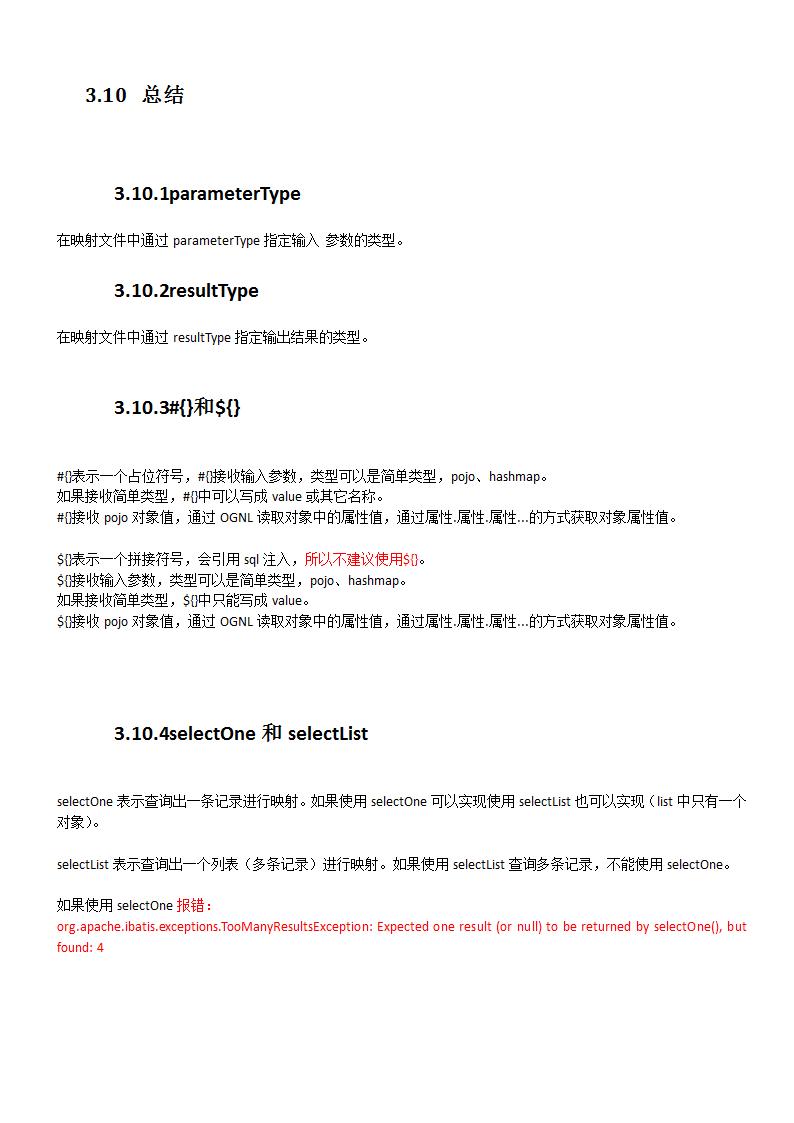 3.10 总结
3.10.1parameterType
在映射文件中通过 parameterType 指定输入 参数的类型。
3.10.2resultType
在映射文件中通过 resultType 指定输出结果的类型。
3.10.3#{}和${}
#{}表示一个占位符号，#{}接收输入参数，类型可以是简单类型，pojo、hashmap。
如果接收简单类型，#{}中可以写成 value 或其它名称。
#{}接收 pojo 对象值，通过 OGNL 读取对象中的属性值，通过属性.属性.属性...的方式获取对象属性值。
${}表示一个拼接符号，会引用 sql 注入，所以不建议使用${}。
${}接收输入参数，类型可以是简单类型，pojo、hashmap。
如果接收简单类型，${}中只能写成 value。
${}接收 pojo 对象值，通过 OGNL 读取对象中的属性值，通过属性.属性.属性...的方式获取对象属性值。
3.10.4selectOne 和 selectList
selectOne 表示查询出一条记录进行映射。如果使用 selectOne 可以实现使用 selectList 也可以实现（list 中只有一个
对象）。
selectList 表示查询出一个列表（多条记录）进行映射。如果使用 selectList 查询多条记录，不能使用 selectOne。
如果使用 selectOne 报错：
org.apache.ibatis.exceptions.TooManyResultsException: Expected one result (or null) to be returned by selectOne(), but
found: 4